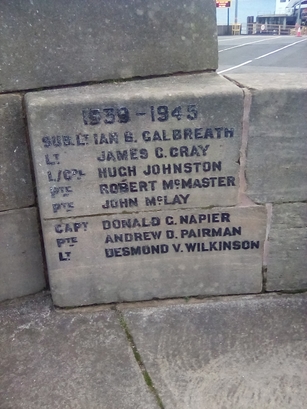 1939 - 1945
SUB. LT IAN B. GALBREATH
LT JAMES C. GRAY
L/CPL HUGH JOHNSTON
PTE ROBERT McMASTER
PTE JOHN McLAY
CAPT DONALD C. NAPIER
PTE ANDREW D. PAIRMAN
LT DESMOND V. WILKINSON